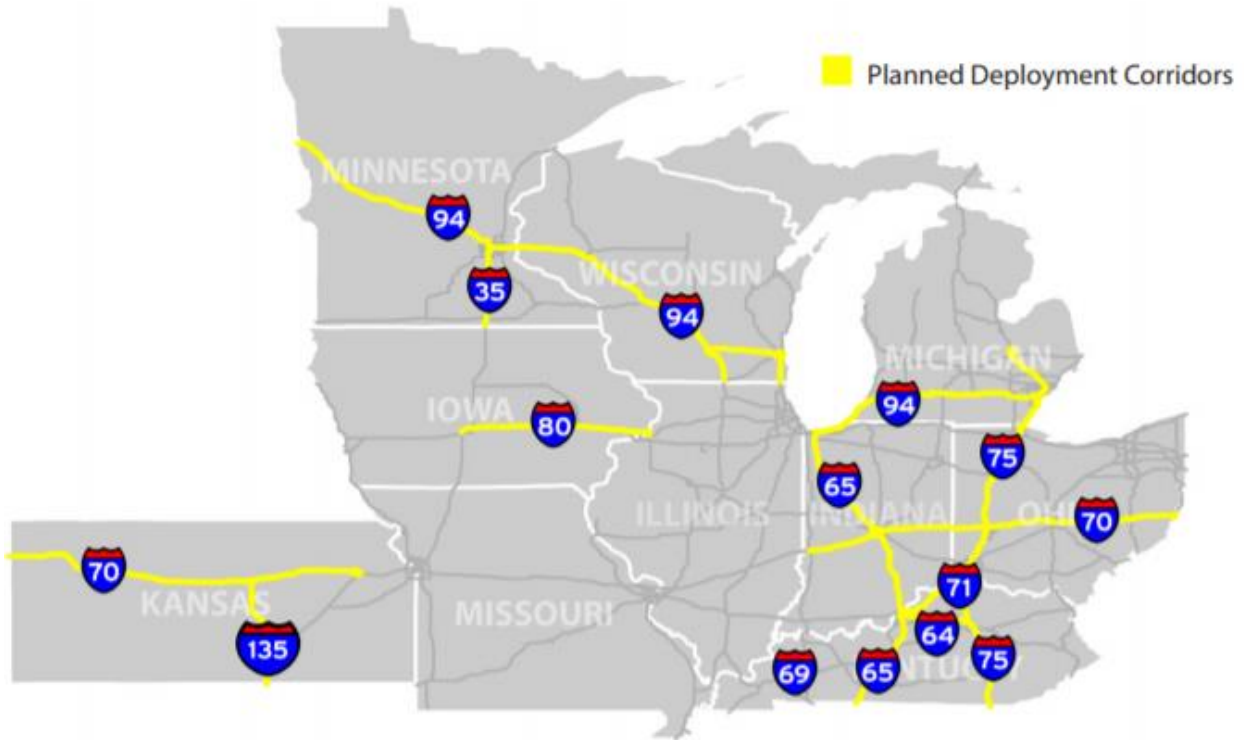 Planned Deployment Corridors
MINNESOTA
94
WISCONSIN
35
94
MICHIGAN
94
IOWA
80
75
65
ILLINOIS
INDIANA
OHIO
70
70
KANSAS
71
MISSOURI
64
135
69
65
KENTUCKY
75